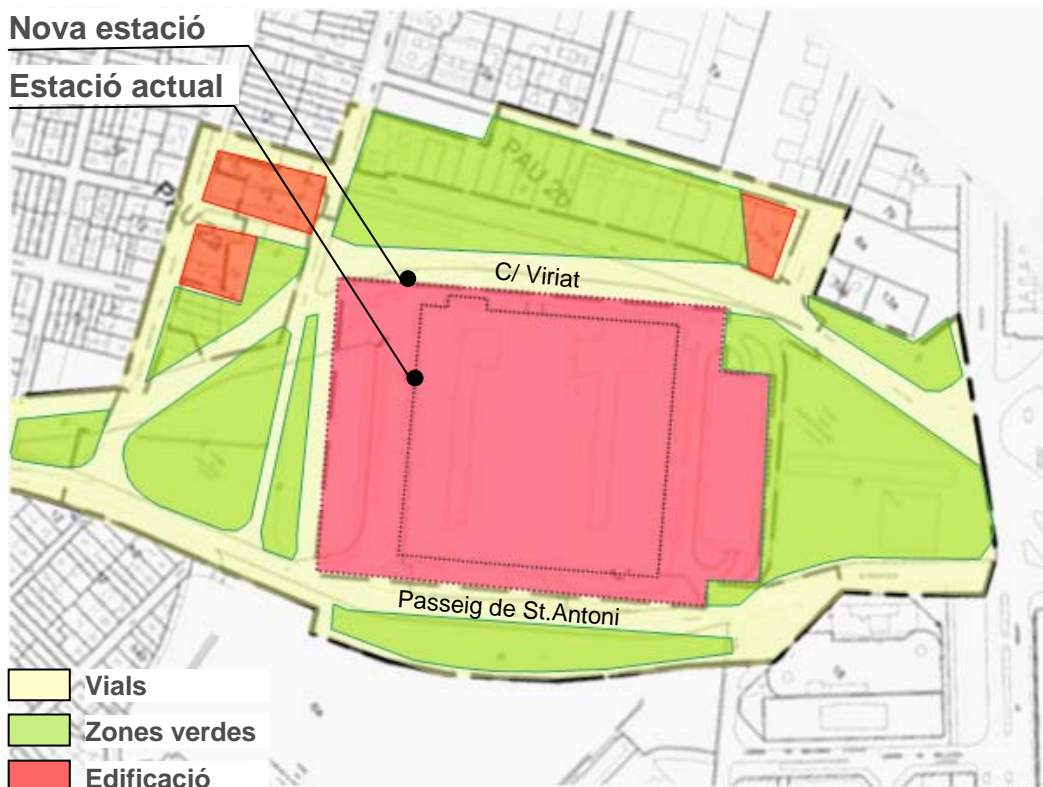 Nova estació
Estació actual
PAU 2b
C/ Viriat
Passeig de St.Antoni
Vials
Zones verdes
Edificació